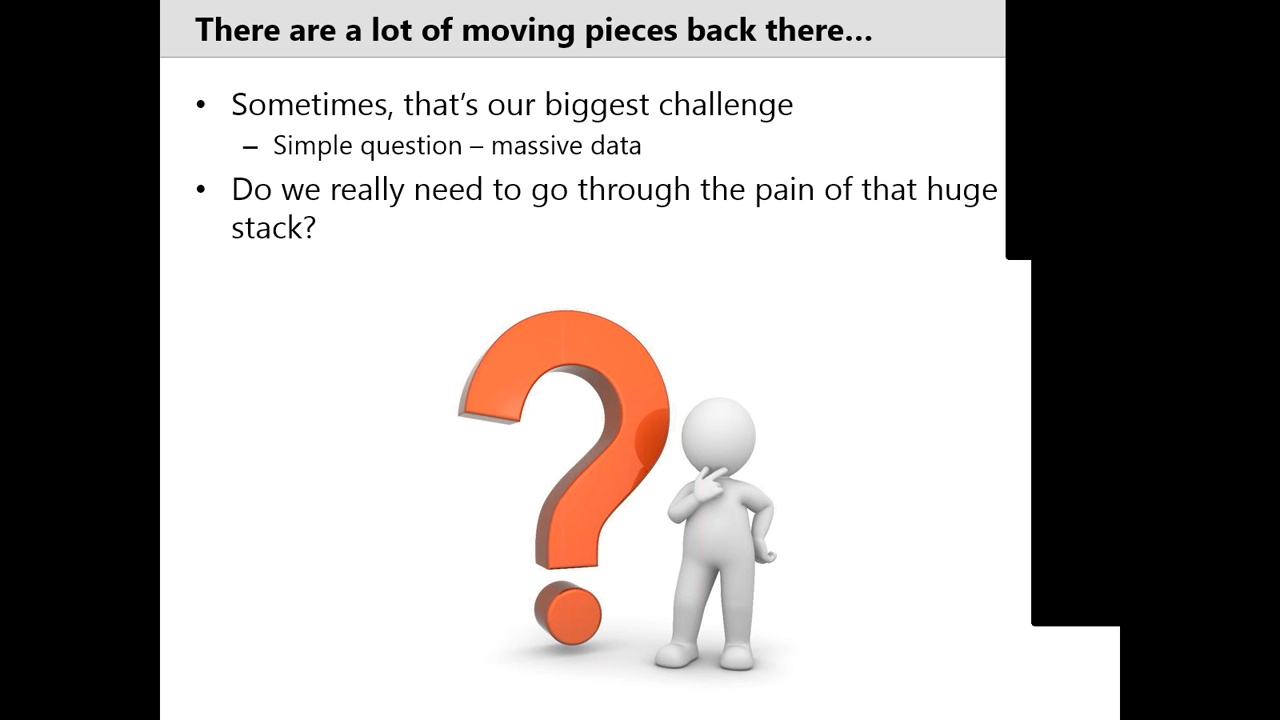 There are a lot of moving pieces back there…
• Sometimes, that’s our biggest challenge
– Simple question – massive data
• Do we really need to go through the pain of that huge
stack?